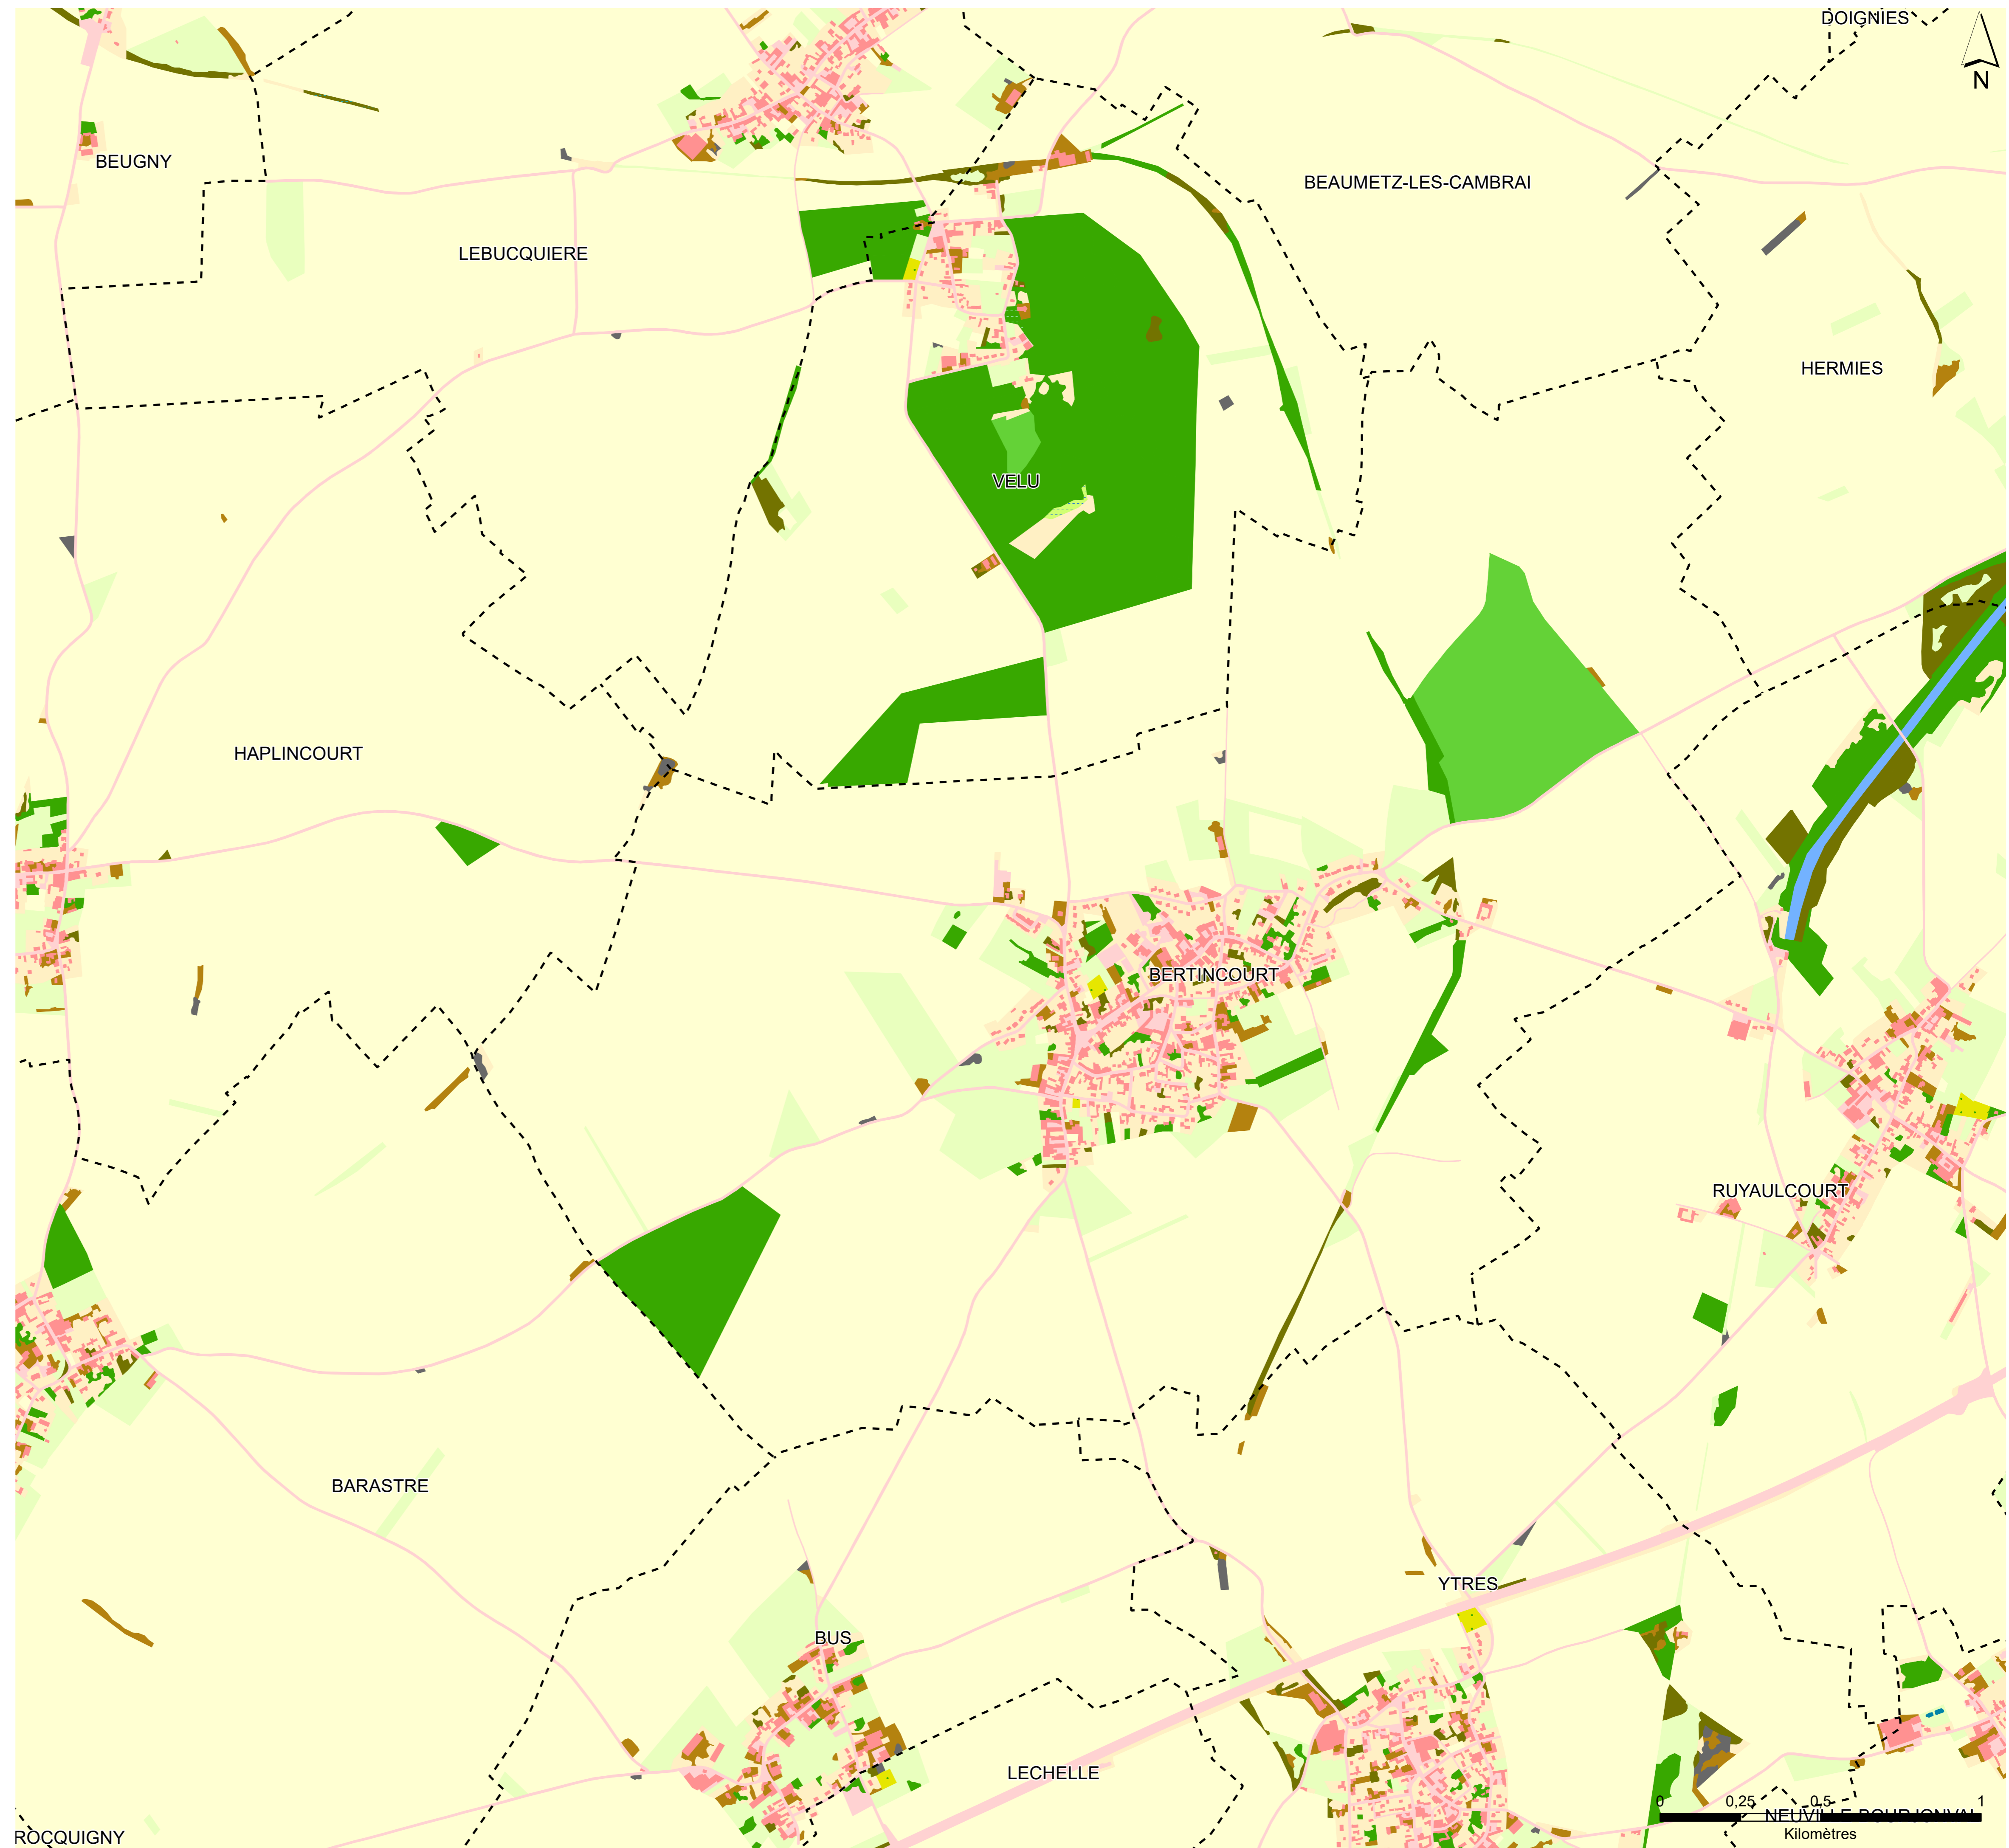 DOIGNIES
N
BEUGNY
BEAUMETZ-LES-CAMBRAI
LEBUCQUIERE
HERMIES
VELU
HAPLINCOURT
BERTINCOURT
RUYAULCOURT
BARASTRE
YTRES
BUS
LECHELLE
0 0,25 0,5 1
NEUVILLE-BOURJONVAL
Kilomètres
ROCQUIGNY